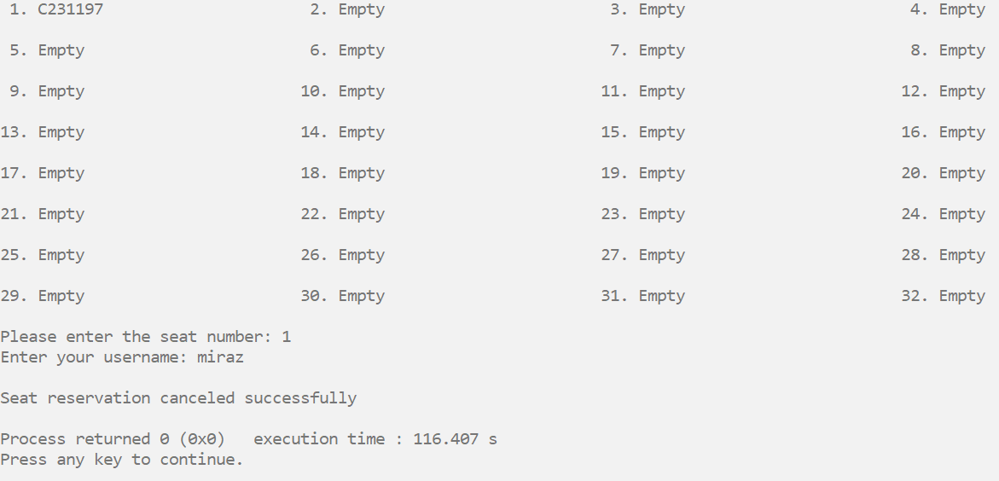 1. C231197 2. Empty 3. Empty 4. Empty
5. Empty 6. Empty 7. Empty 8. Empty
9. Empty 10. Empty 11. Empty 12. Empty
13. Empty 14. Empty 15. Empty 16. Empty
17. Empty 18. Empty 19. Empty 20. Empty
21. Empty 22. Empty 23. Empty 24. Empty
25. Empty 26. Empty 27. Empty 28. Empty
29. Empty 30. Empty 31. Empty 32. Empty
Please enter the seat number: 1
Enter your username: miraz
Seat reservation canceled successfully
Process returned 0 (0x0)   execution time : 116.407 s
Press any key to continue.